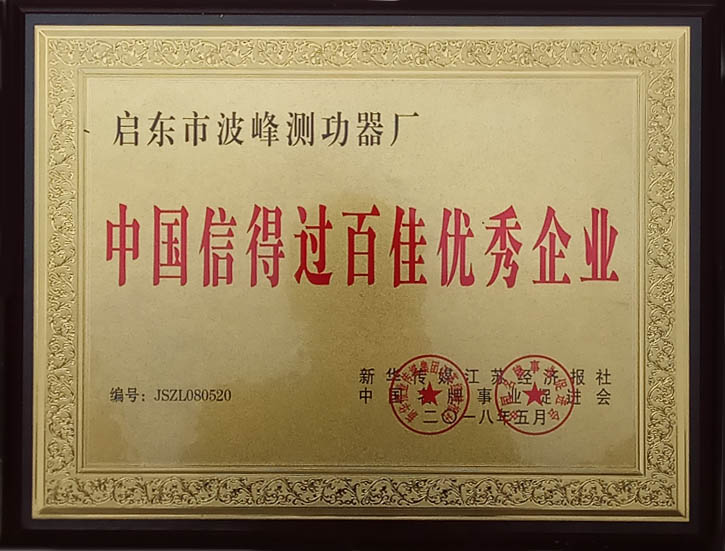 启东市波峰测功器厂
中国信得过百佳优秀企业
编号：JSZL080520
新华传媒江苏经济报社
中国名牌事业促进会
二〇一八年五月